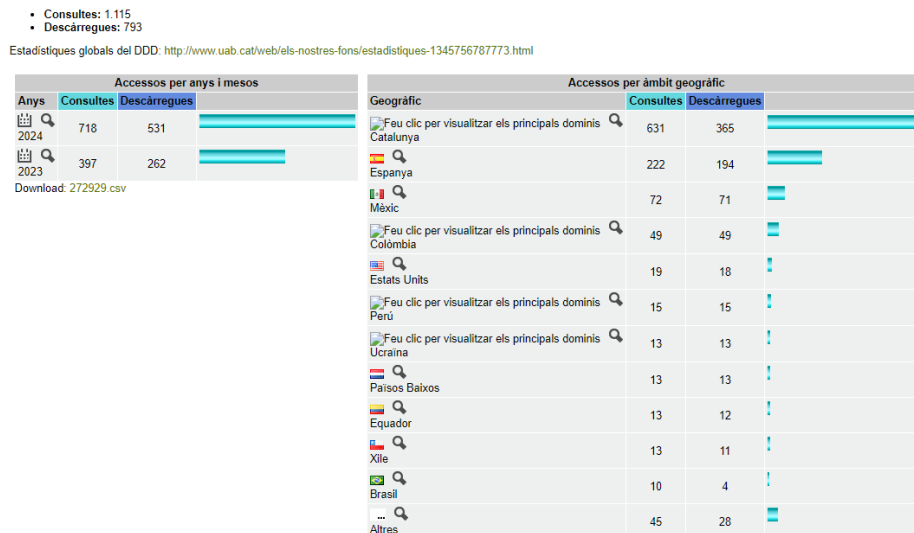 Consultes: 1.115
Descàrregues: 793
Estadístiques globals del DDD: http://www.uab.cat/web/els-nostres-fons/estadistiques-1345756787773.html
Accessos per anys i mesos
Anys Consultes Descàrregues
2024 718 531
2023 397 262
Download: 272929.csv
Accessos per àmbit geogràfic
Geogràfic Consultes Descàrregues
Feu clic per visualitzar els principals dominis
Catalunya 631 365
Espanya 222 194
Mèxic 72 71
Feu clic per visualitzar els principals dominis
Colòmbia 49 49
Estats Units 19 18
Feu clic per visualitzar els principals dominis
Perú 15 15
Feu clic per visualitzar els principals dominis
Ucraïna 13 13
Països Baixos 13 13
Equador 13 12
Xile 13 11
Brasil 10 4
...
Altres 45 28